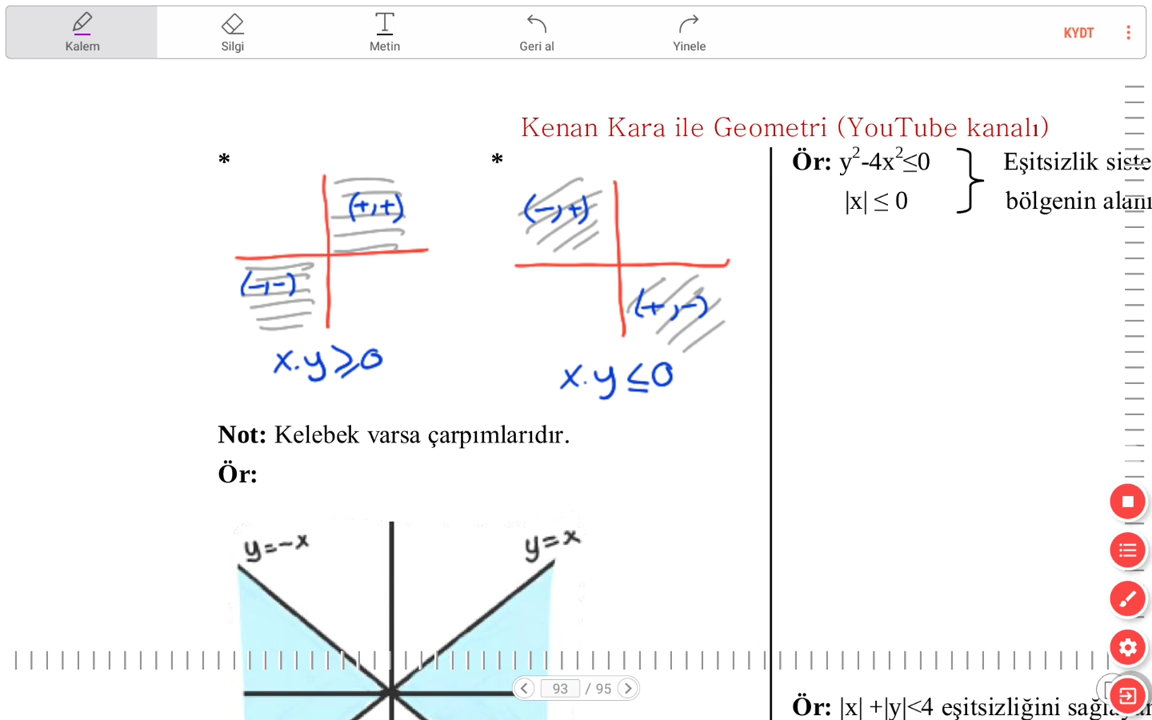 Kalem
Silgi
Metin
Geri al
Yinele
KYDT
Kenan Kara ile Geometri (YouTube kanalı)
*
*
(+,+)
(-,-)
x.y≥0
(-,+)
(+,-)
x.y≤0
Not: Kelebek varsa çarpımlarıdır.
Ör:
y=-x
y=x
93 / 95
Ör: y²-4x²≤0
|x| ≤ 0
Eşitsizlik siste
bölgenin alanı
Ör: |x| +|y|<4 eşitsizliğini